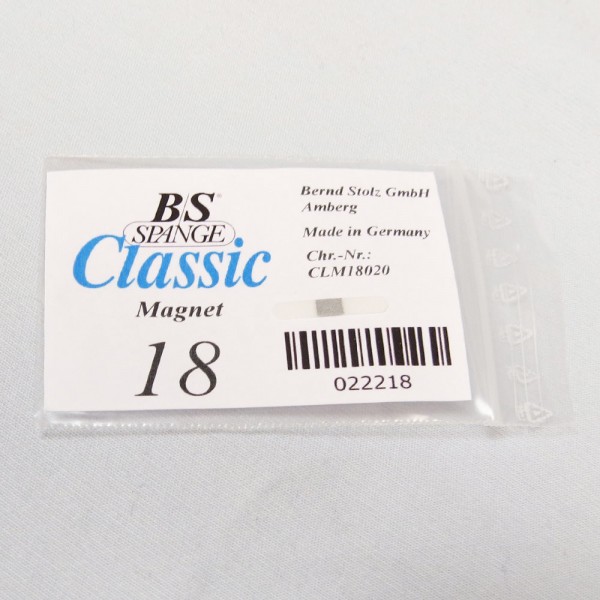 B/S®
SPANGE
Classic
Magnet
18
Bernd Stolz GmbH
Amberg
Made in Germany
Chr.-Nr.:
CLM18020
022218